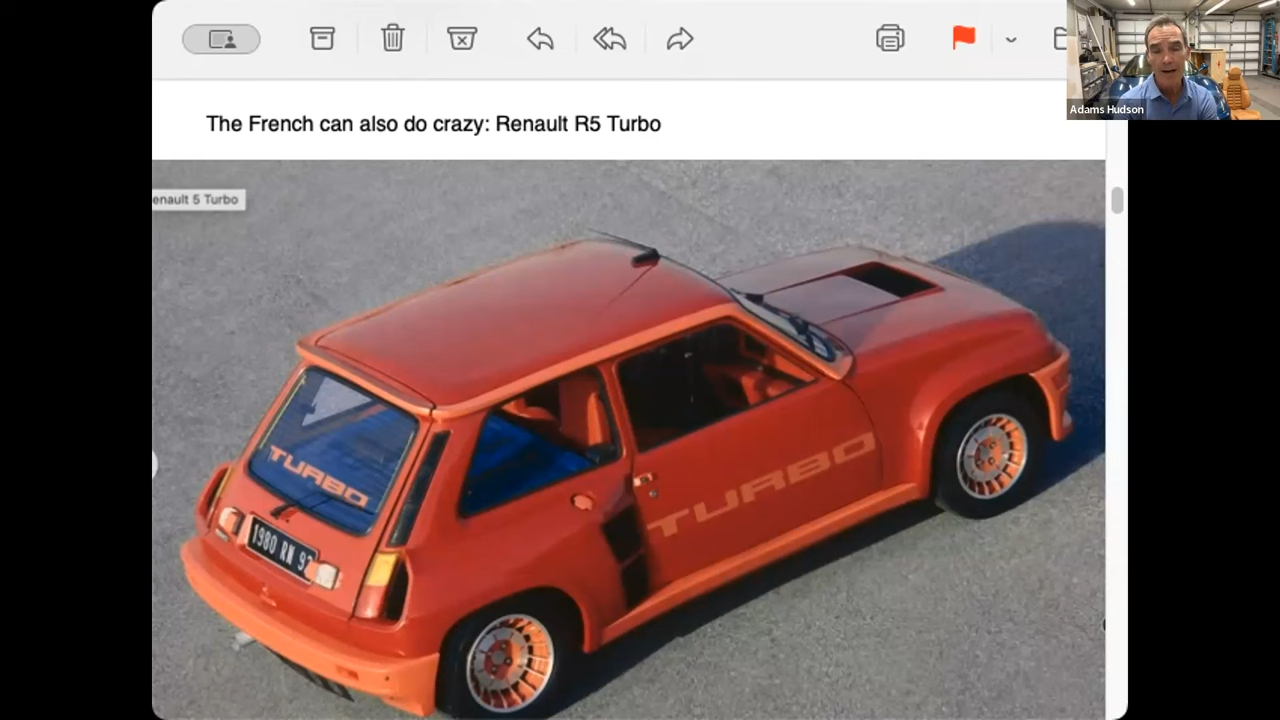 The French can also do crazy: Renault R5 Turbo
Adams Hudson
enault 5 Turbo
TURBO
TURBO
1980 RN 92